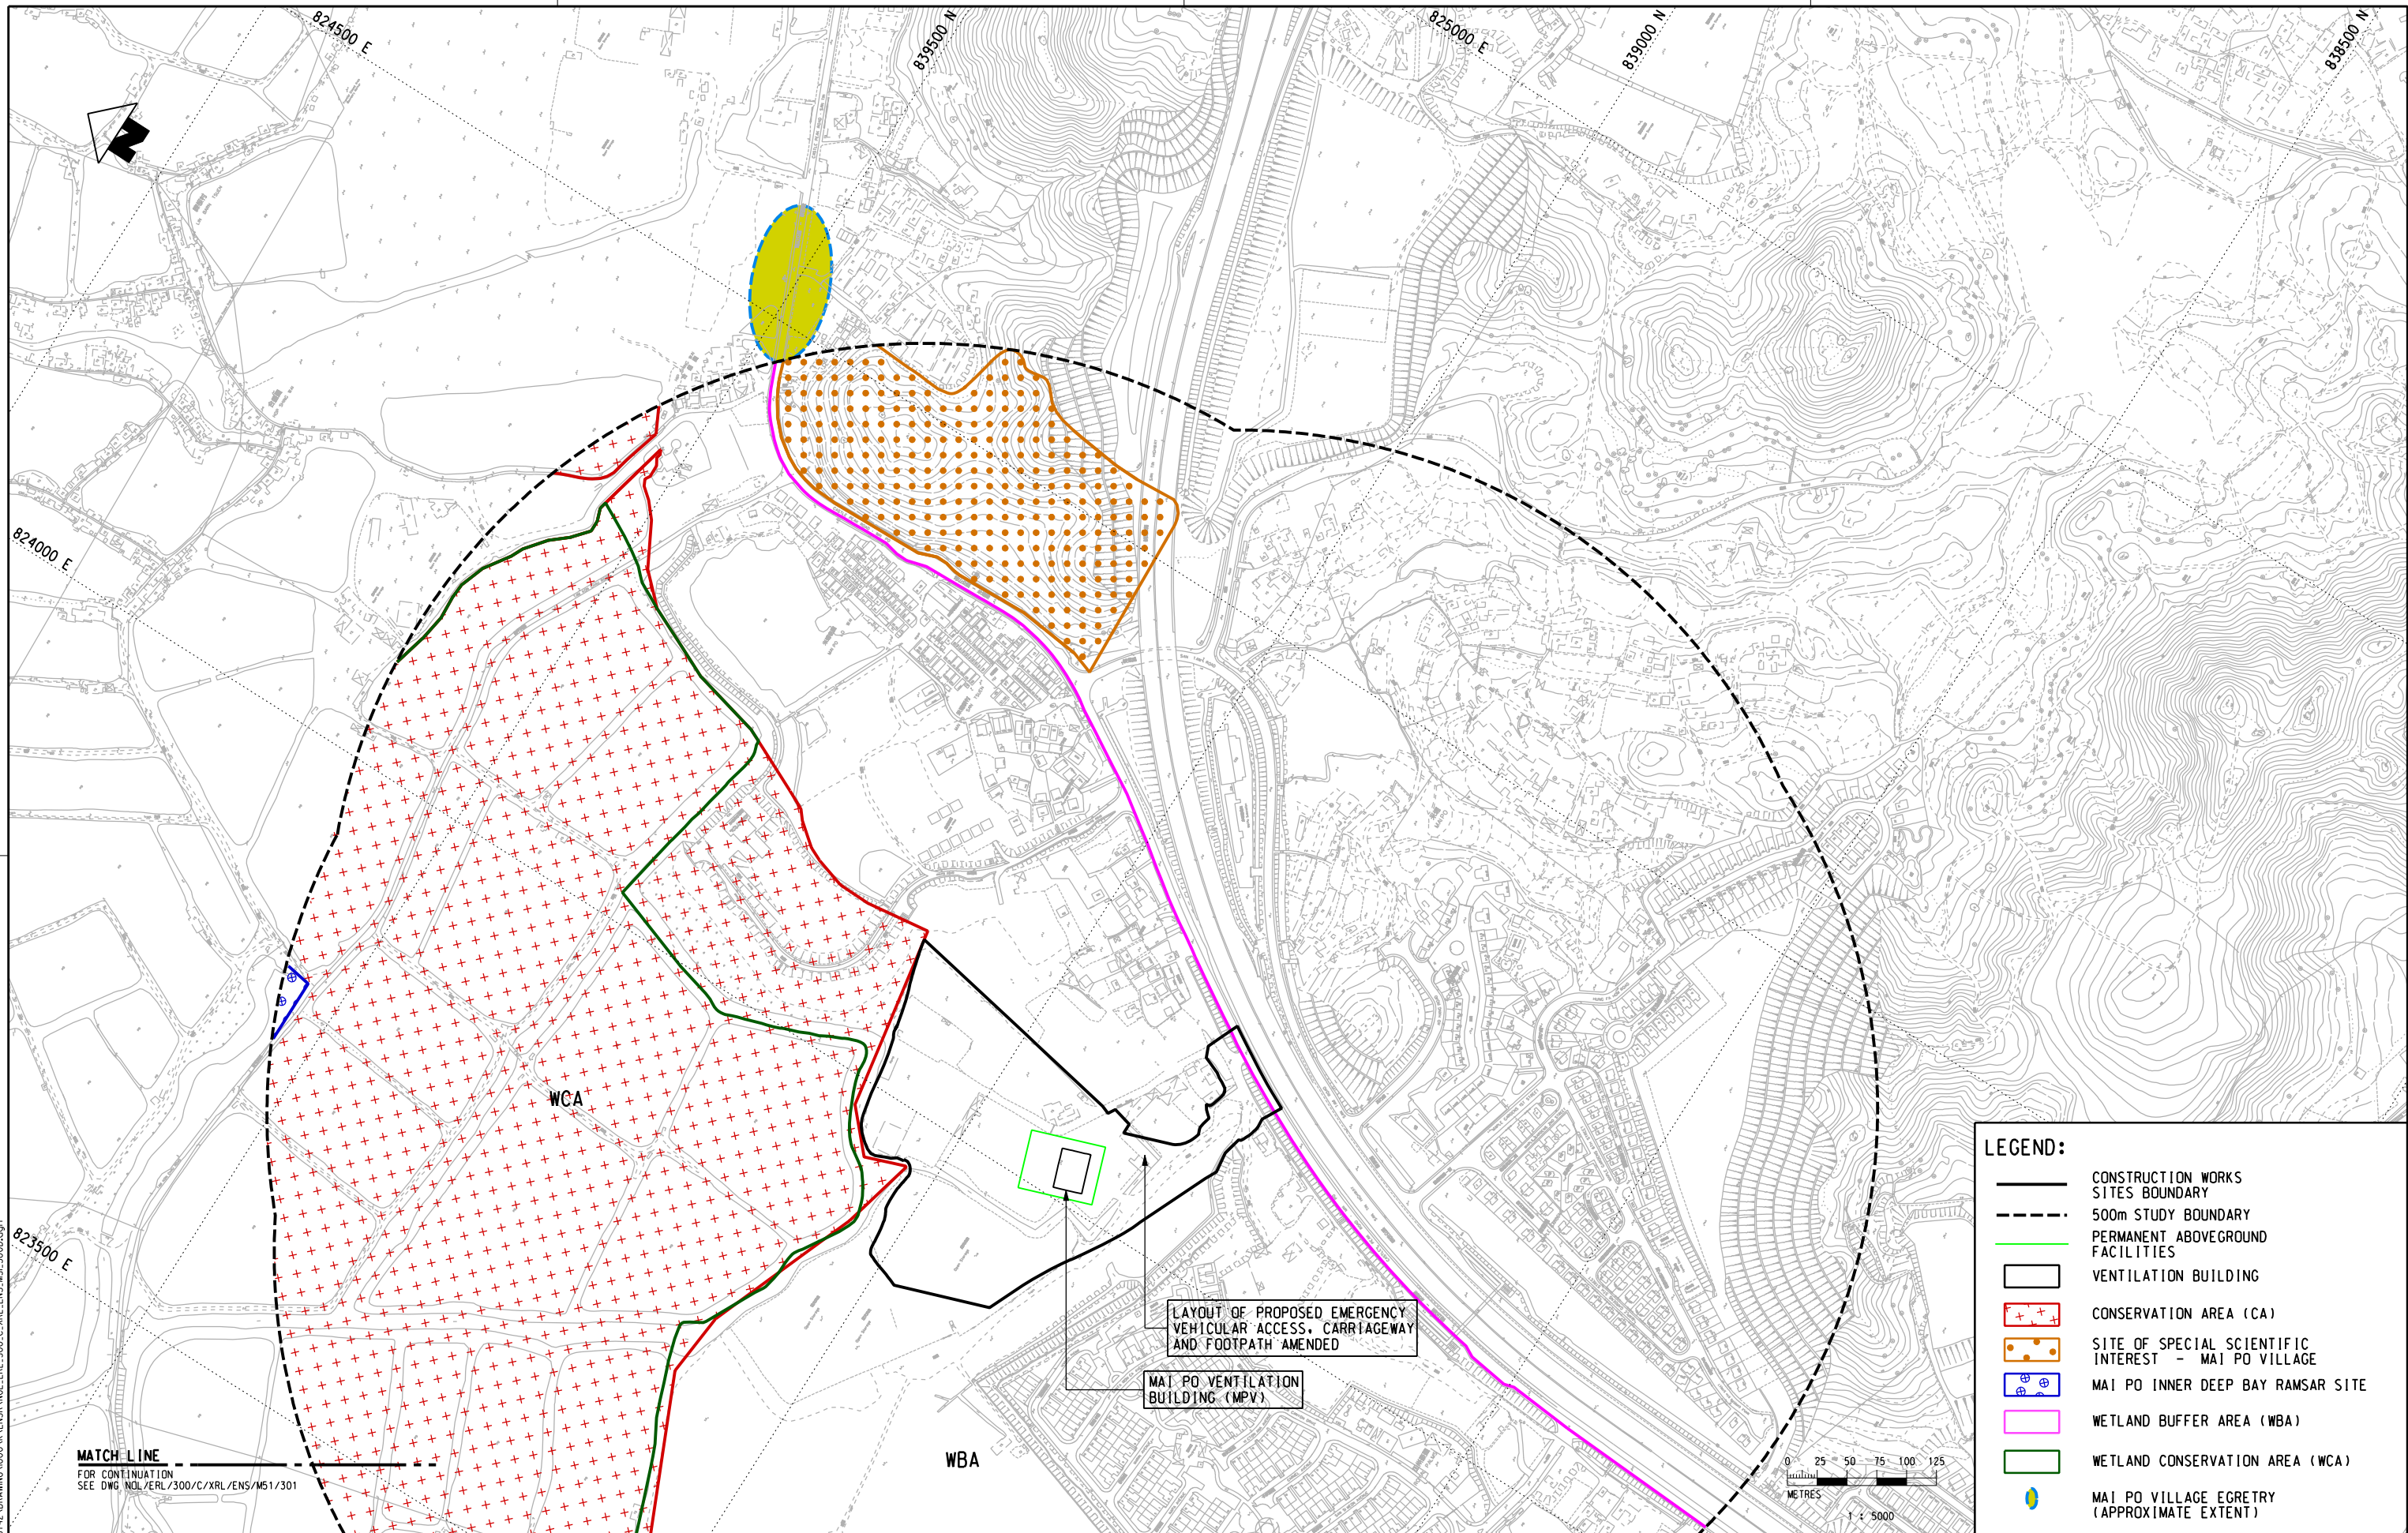 824500 E
839500 N
825000 E
839000 N
838500 N
N
824000 E
823500 E
WCA
WBA
LAYOUT OF PROPOSED EMERGENCY
VEHICULAR ACCESS, CARRIAGEWAY
AND FOOTPATH AMENDED
MAI PO VENTILATION
BUILDING (MPV)
MATCH LINE
FOR CONTINUATION
SEE DWG NOL/ERL/300/C/XRL/ENS/M51/301
0 25 50 75 100 125
METRES
1 : 5000
LEGEND:
CONSTRUCTION WORKS
SITES BOUNDARY
500m STUDY BOUNDARY
PERMANENT ABOVEGROUND
FACILITIES
VENTILATION BUILDING
CONSERVATION AREA (CA)
SITE OF SPECIAL SCIENTIFIC
INTEREST - MAI PO VILLAGE
MAI PO INNER DEEP BAY RAMSAR SITE
WETLAND BUFFER AREA (WBA)
WETLAND CONSERVATION AREA (WCA)
MAI PO VILLAGE EGRETRY
(APPROXIMATE EXTENT)